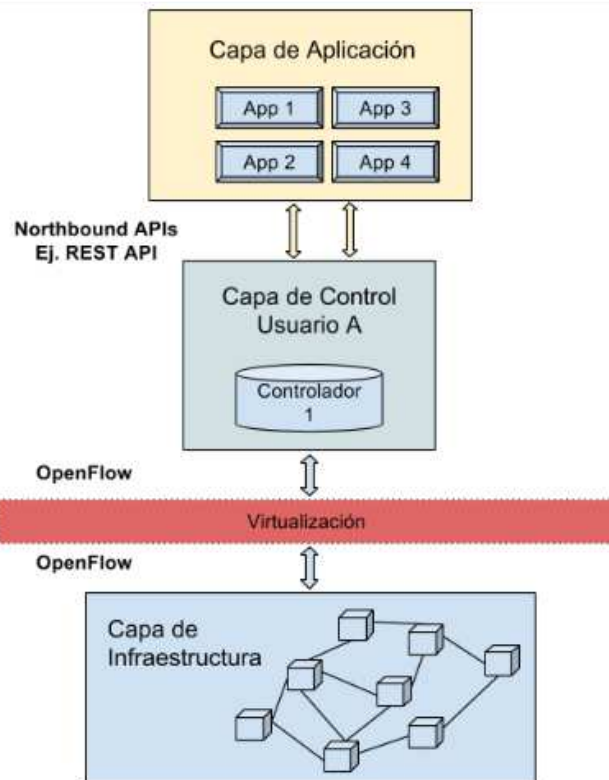 Capa de Aplicación
App 1
App 3
App 2
App 4
Northbound APIs
Ej. REST API
Capa de Control
Usuario A
Controlador
1
OpenFlow
Virtualización
OpenFlow
Capa de
Infraestructura